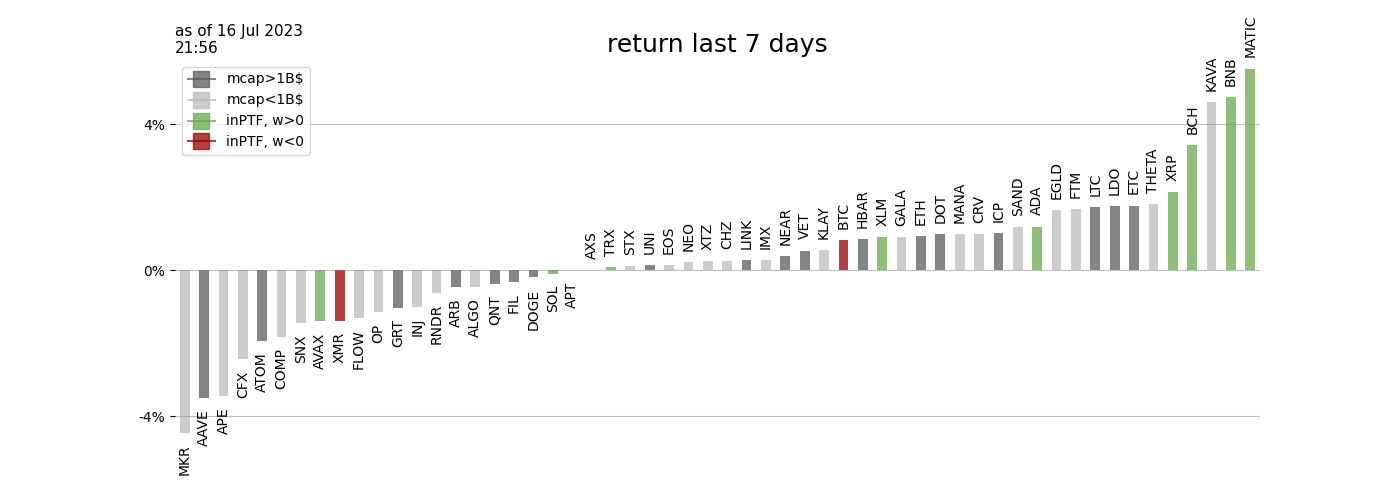 as of 16 Jul 2023
21:56
return last 7 days
mcap>1B$
mcap<1B$
inPTF, w>0
inPTF, w<0
4%
0%
-4%
MKR
AAVE
APE
CFX
ATOM
COMP
SNX
AVAX
XMR
FLOW
OP
GRT
INJ
RNDR
ARB
ALGO
QNT
FIL
DOGE
SOL
APT
AXS
TRX
STX
UNI
EOS
NEO
XTZ
CHZ
LINK
IMX
NEAR
VET
KLAY
BTC
HBAR
XLM
GALA
ETH
DOT
MANA
CRV
ICP
SAND
ADA
EGLD
FTM
LTC
LDO
ETC
THETA
XRP
BCH
KAVA
BNB
MATIC